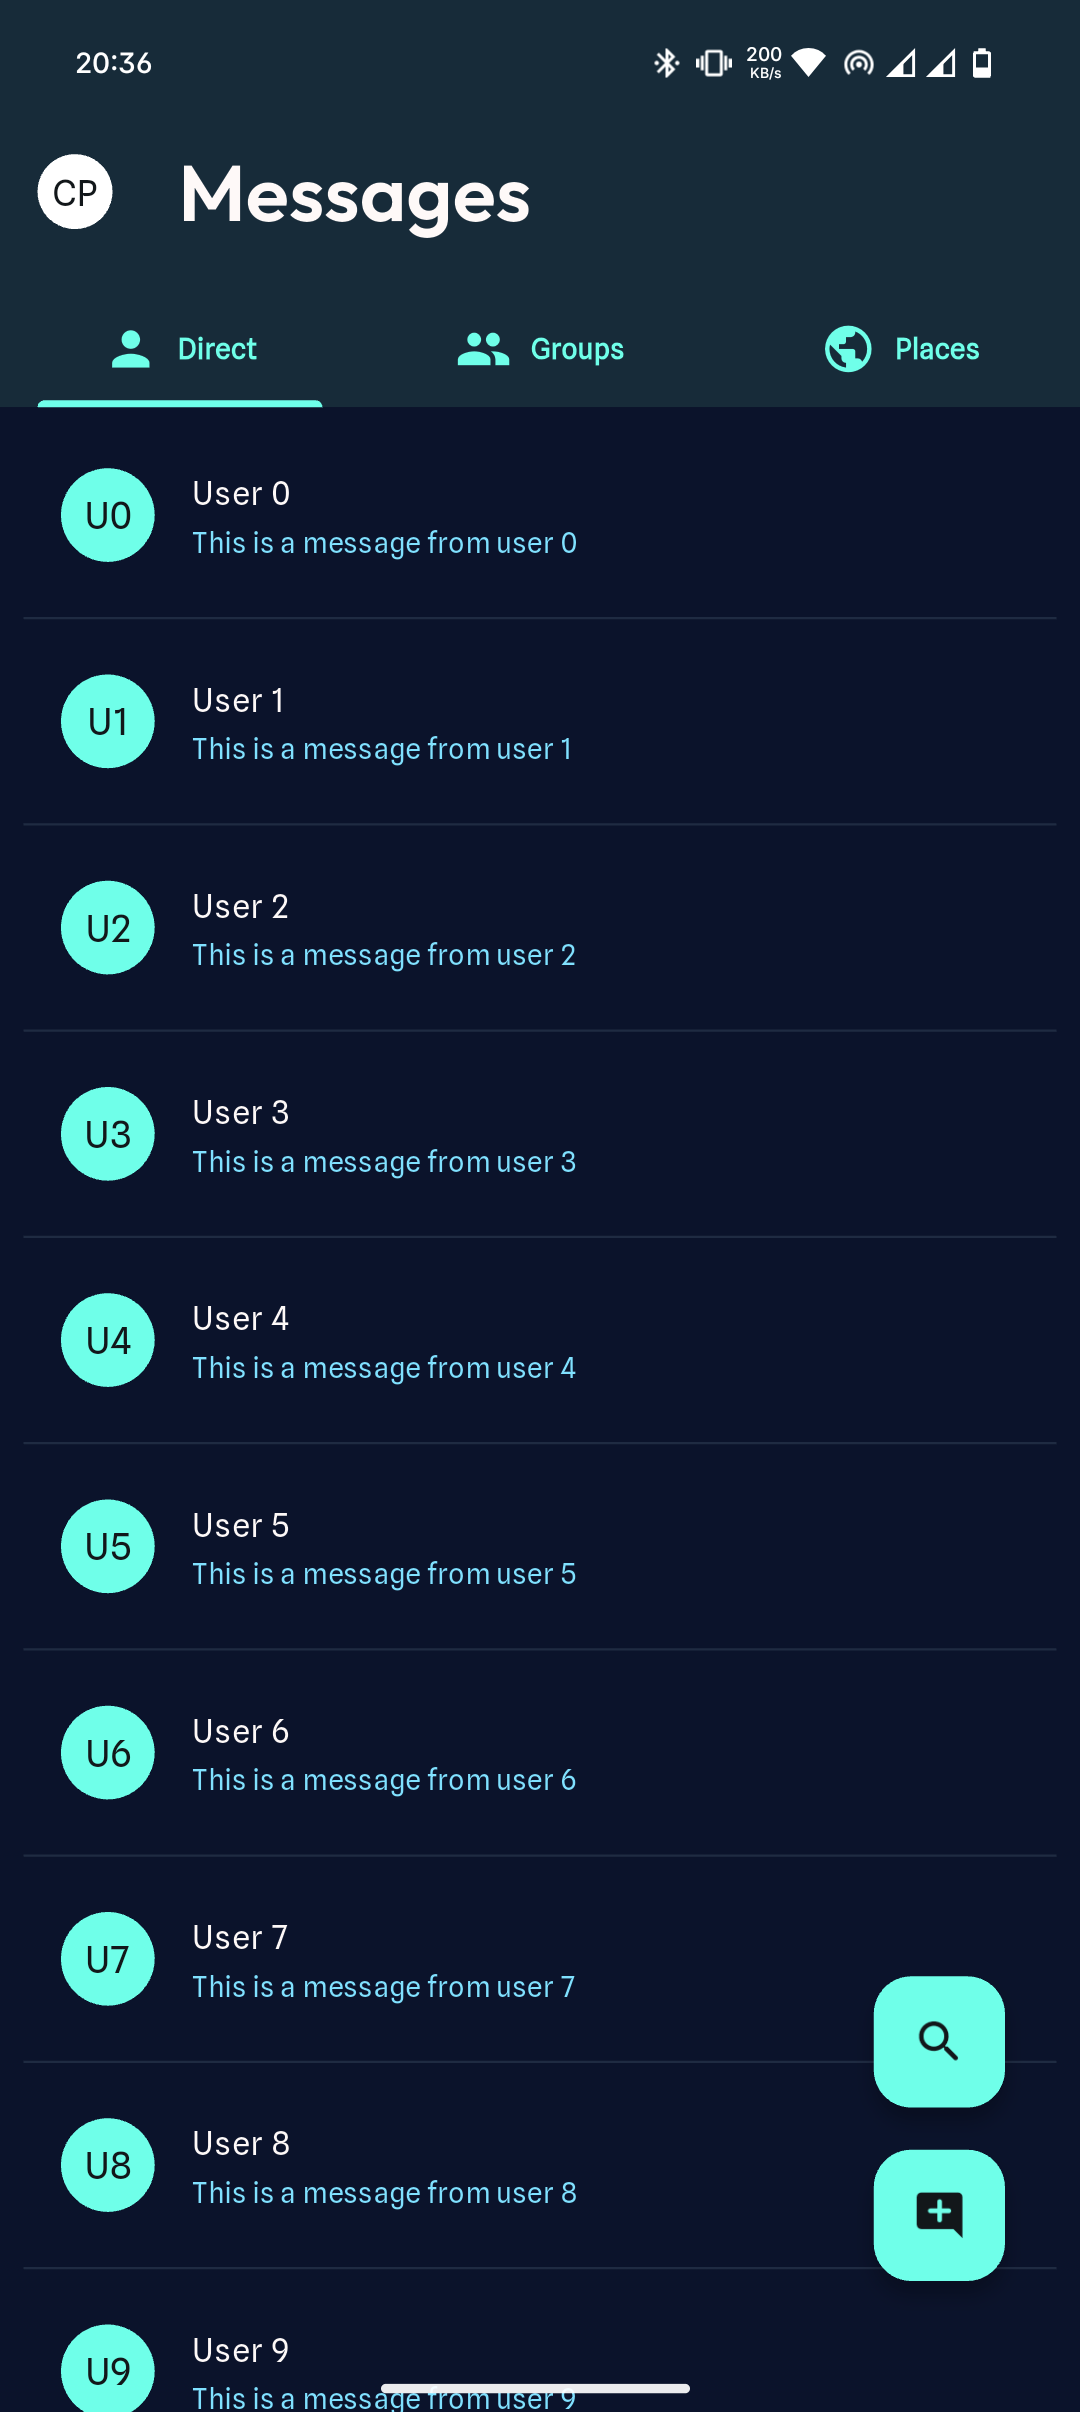 20:36
200
KB/s
CP
Messages
Direct
Groups
Places
U0
User 0
This is a message from user 0
U1
User 1
This is a message from user 1
U2
User 2
This is a message from user 2
U3
User 3
This is a message from user 3
U4
User 4
This is a message from user 4
U5
User 5
This is a message from user 5
U6
User 6
This is a message from user 6
U7
User 7
This is a message from user 7
U8
User 8
This is a message from user 8
U9
User 9
This is a message from user 9